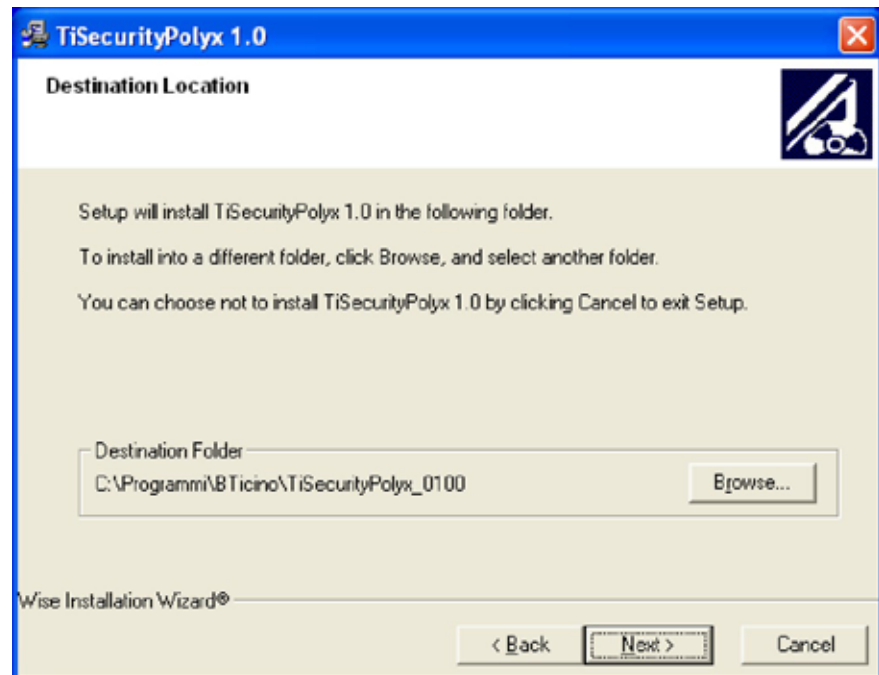 TiSecurityPolyx 1.0
Destination Location
Setup will install TiSecurityPolyx 1.0 in the following folder.
To install into a different folder, click Browse, and select another folder.
You can choose not to install TiSecurityPolyx 1.0 by clicking Cancel to exit Setup.
Destination Folder
C:\Programmi\BTicino\TiSecurityPolyx_0100
Browse...
Wise Installation Wizard®
< Back
Next >
Cancel